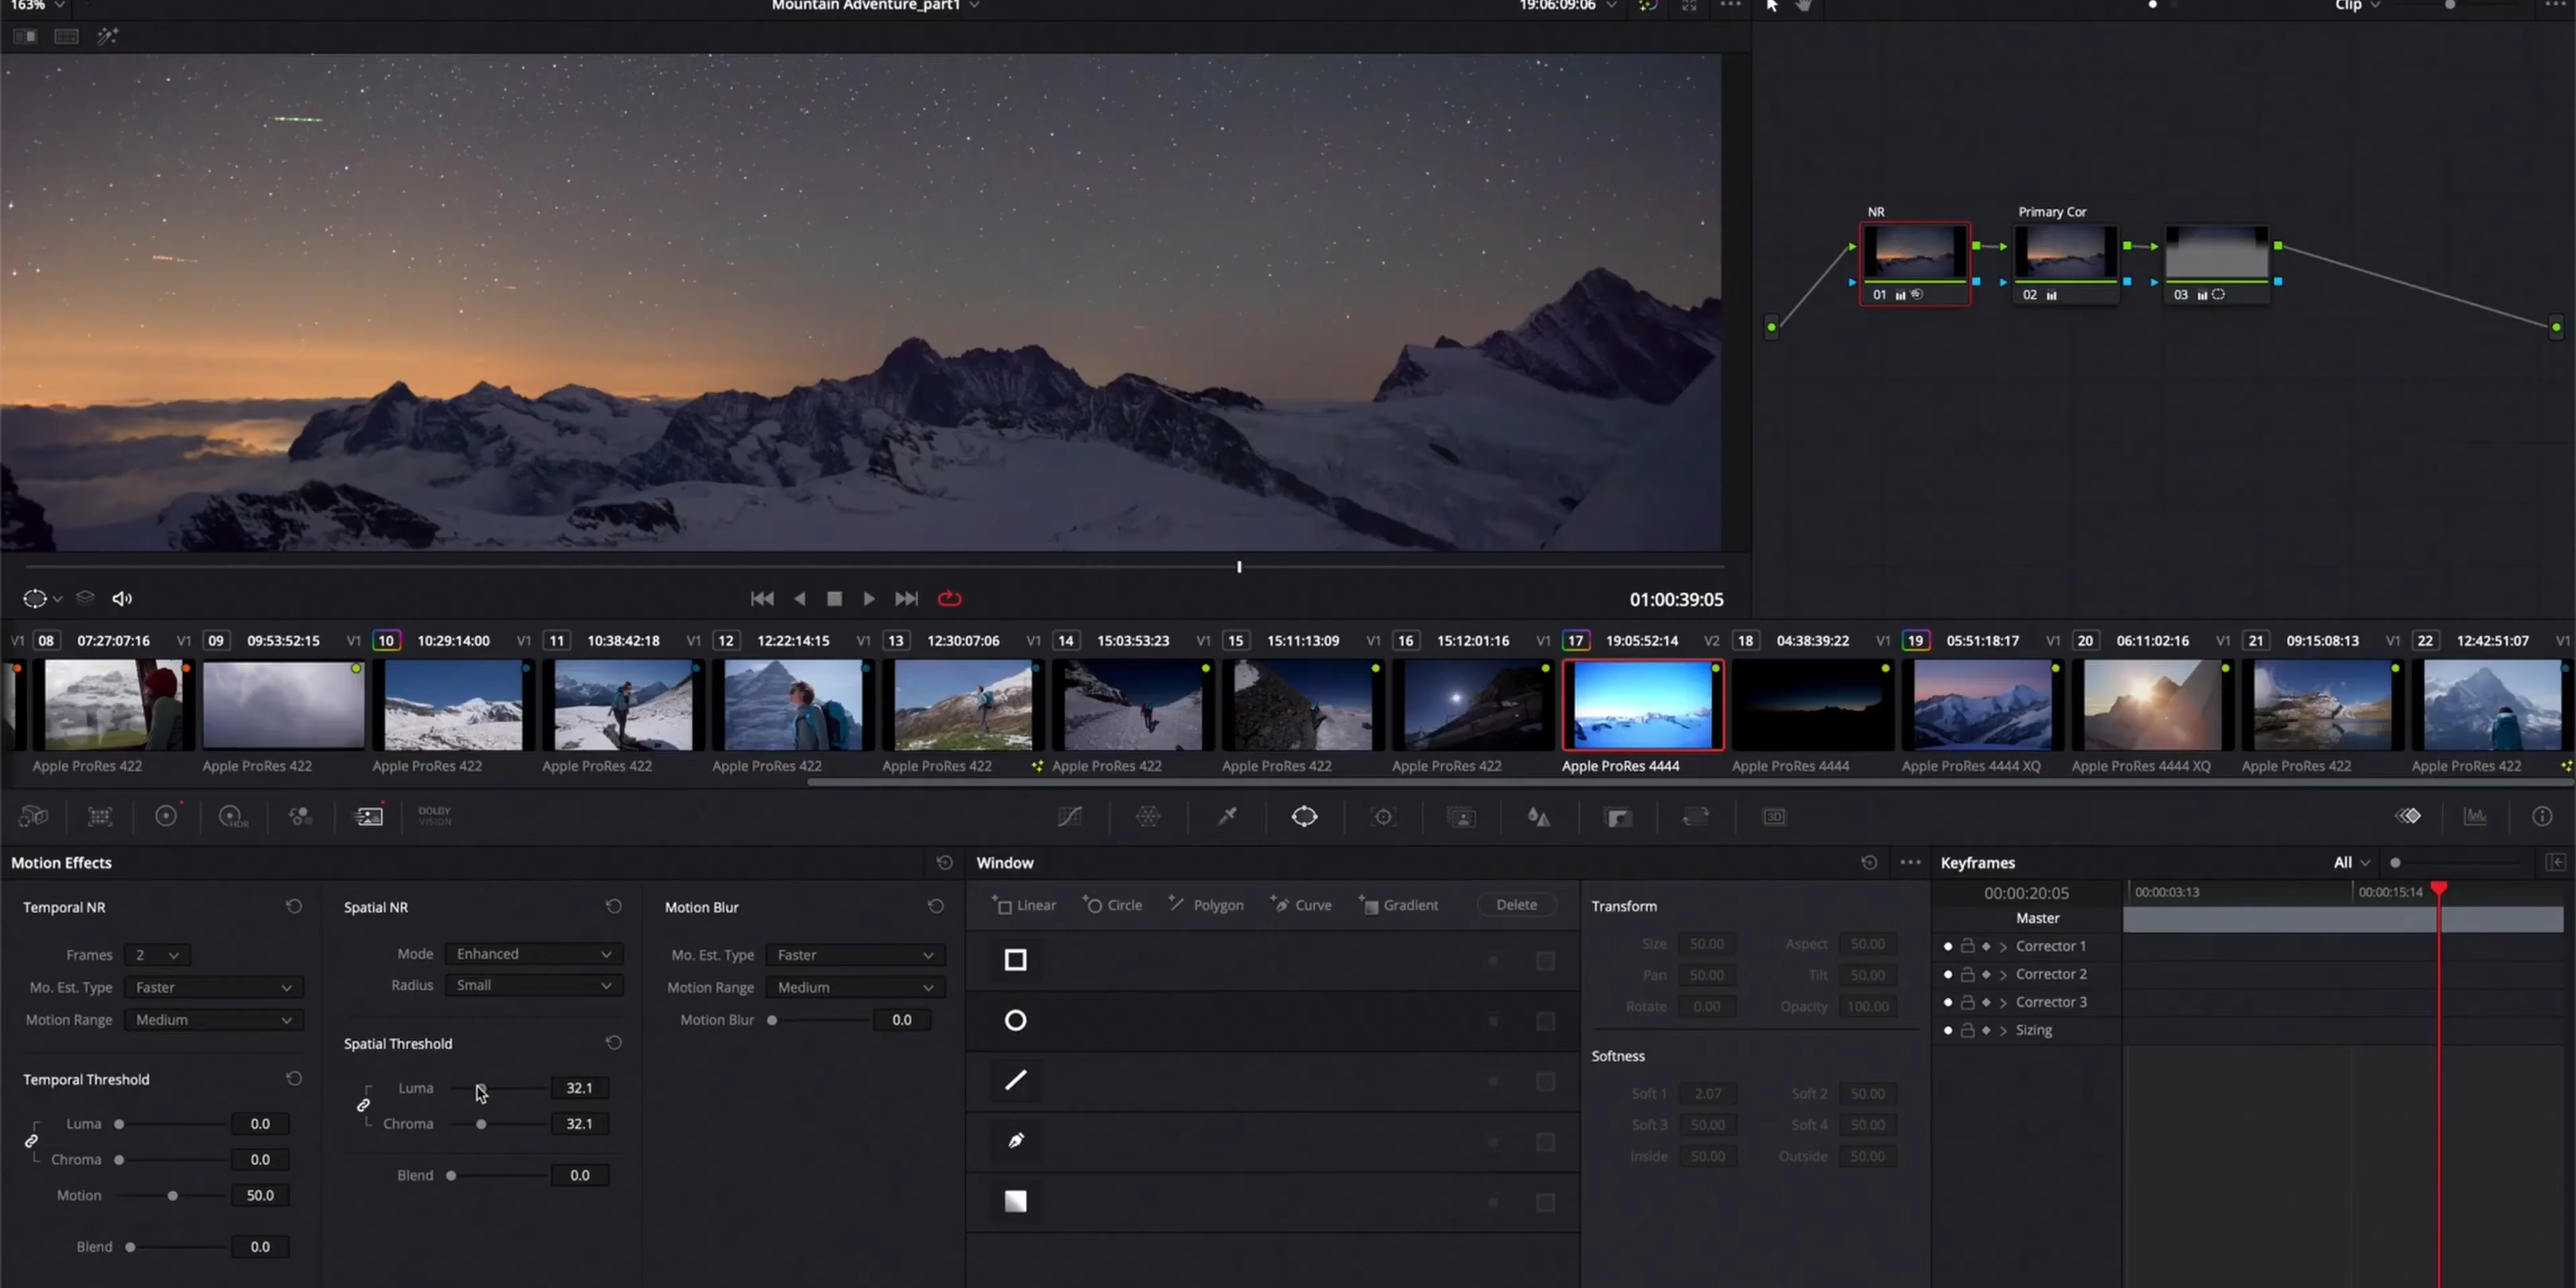 163%
Mountain Adventure_part1
19:06:09:06
Clip
NR
Primary Cor
01
02
03
01:00:39:05
V1 08 07:27:07:16 V1 09 09:53:52:15 V1 10 10:29:14:00 V1 11 10:38:42:18 V1 12 12:22:14:15 V1 13 12:30:07:06 V1 14 15:03:53:23 V1 15 15:11:13:09 V1 16 15:12:01:16 V1 17 19:05:52:14 V2 18 04:38:39:22 V1 19 05:51:18:17 V1 20 06:11:02:16 V1 21 09:15:08:13 V1 22 12:42:51:07 V1
Apple ProRes 422 Apple ProRes 422 Apple ProRes 422 Apple ProRes 422 Apple ProRes 422 Apple ProRes 422 Apple ProRes 422 Apple ProRes 422 Apple ProRes 422 Apple ProRes 4444 Apple ProRes 4444 Apple ProRes 4444 XQ Apple ProRes 4444 XQ Apple ProRes 422 Apple ProRes 422
HDR
DOLBY
VISION
3D
Motion Effects
Temporal NR
Frames 2
Mo. Est. Type Faster
Motion Range Medium
Temporal Threshold
Luma 0.0
Chroma 0.0
Motion 50.0
Blend 0.0
Spatial NR
Mode Enhanced
Radius Small
Spatial Threshold
Luma 32.1
Chroma 32.1
Blend 0.0
Motion Blur
Mo. Est. Type Faster
Motion Range Medium
Motion Blur 0.0
Window
Linear Circle Polygon Curve Gradient Delete
Transform
Size 50.00 Aspect 50.00
Pan 50.00 Tilt 50.00
Rotate 0.00 Opacity 100.00
Softness
Soft 1 2.07 Soft 2 50.00
Soft 3 50.00 Soft 4 50.00
Inside 50.00 Outside 50.00
Keyframes
All
00:00:20:05 00:00:03:13 00:00:15:14
Master
Corrector 1
Corrector 2
Corrector 3
Sizing